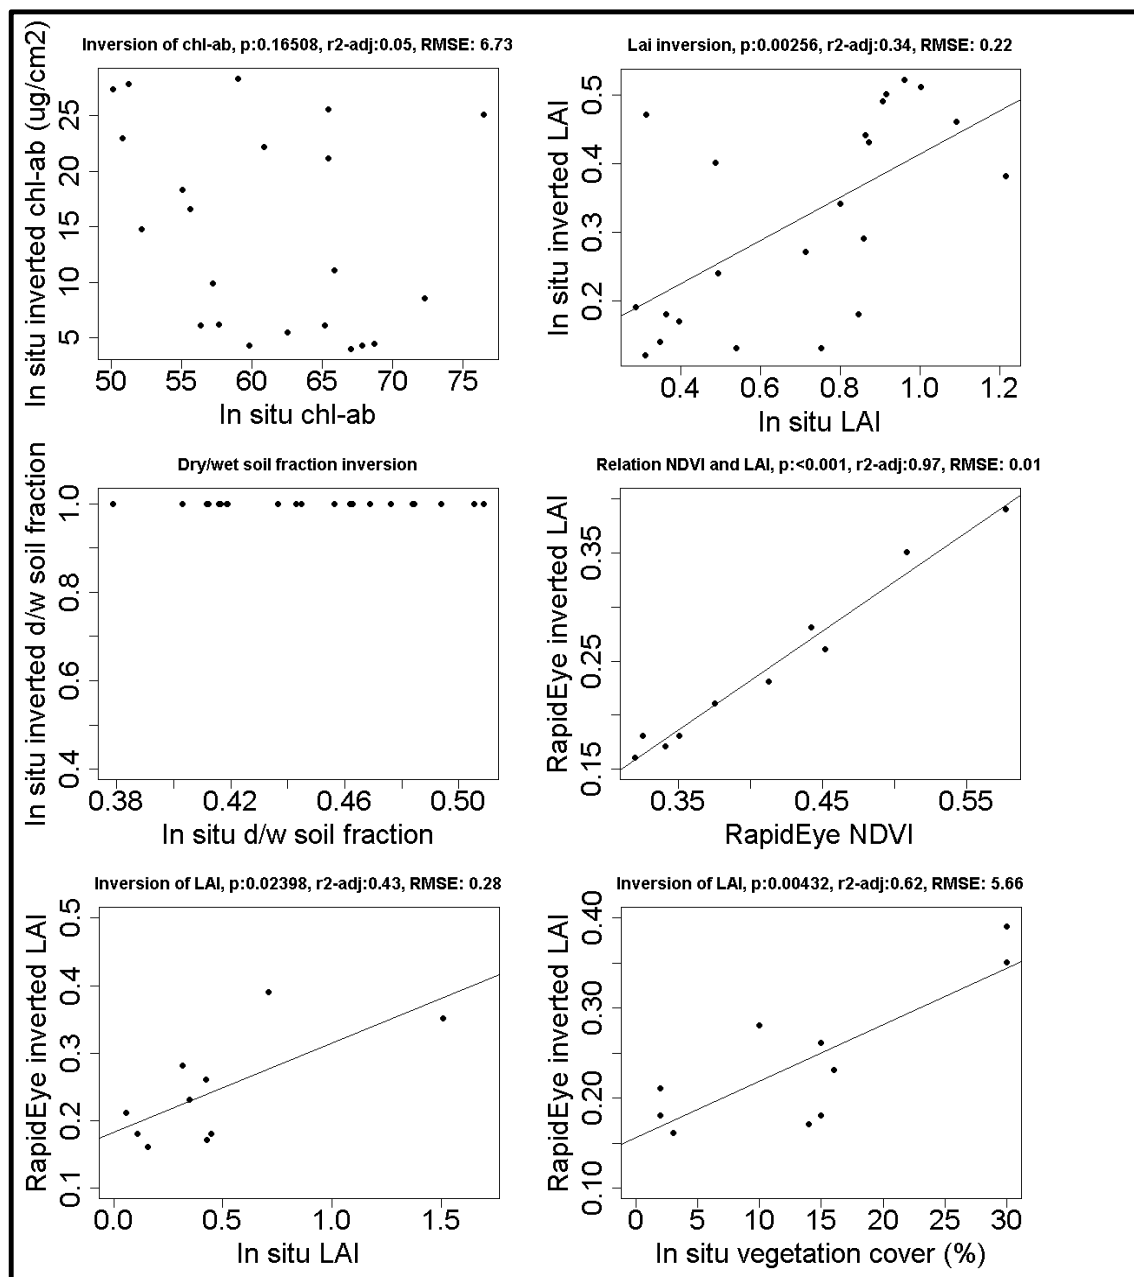 Inversion of chl-ab, p:0.16508, r2-adj:0.05, RMSE: 6.73
In situ inverted chl-ab (ug/cm2)
5 10 15 20 25
50 55 60 65 70 75
In situ chl-ab
Lai inversion, p:0.00256, r2-adj:0.34, RMSE: 0.22
In situ inverted LAI
0.2 0.3 0.4 0.5
0.4 0.6 0.8 1.0 1.2
In situ LAI
Dry/wet soil fraction inversion
In situ inverted d/w soil fraction
0.4 0.6 0.8 1.0
0.38 0.42 0.46 0.50
In situ d/w soil fraction
Relation NDVI and LAI, p:<0.001, r2-adj:0.97, RMSE: 0.01
RapidEye inverted LAI
0.15 0.25 0.35
0.35 0.45 0.55
RapidEye NDVI
Inversion of LAI, p:0.02398, r2-adj:0.43, RMSE: 0.28
RapidEye inverted LAI
0.1 0.2 0.3 0.4 0.5
0.0 0.5 1.0 1.5
In situ LAI
Inversion of LAI, p:0.00432, r2-adj:0.62, RMSE: 5.66
RapidEye inverted LAI
0.10 0.20 0.30 0.40
0 5 10 15 20 25 30
In situ vegetation cover (%)